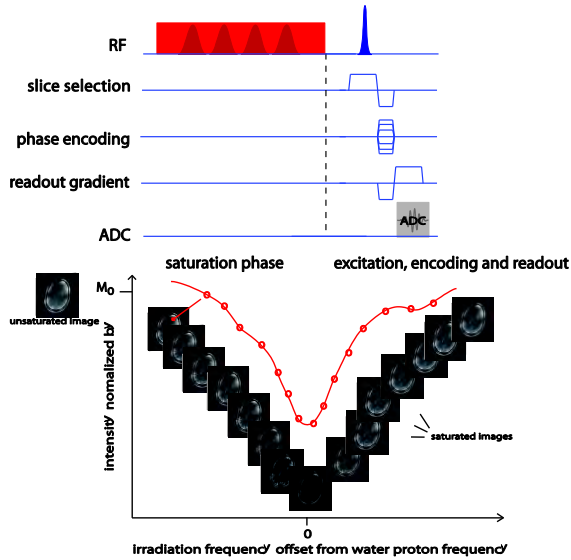 RF
slice selection
phase encoding
readout gradient
ADC
ADC
saturation phase
excitation, encoding and readout
M0
unsaturated image
intensity normalized by
saturated images
0
irradiation frequency offset from water proton frequency